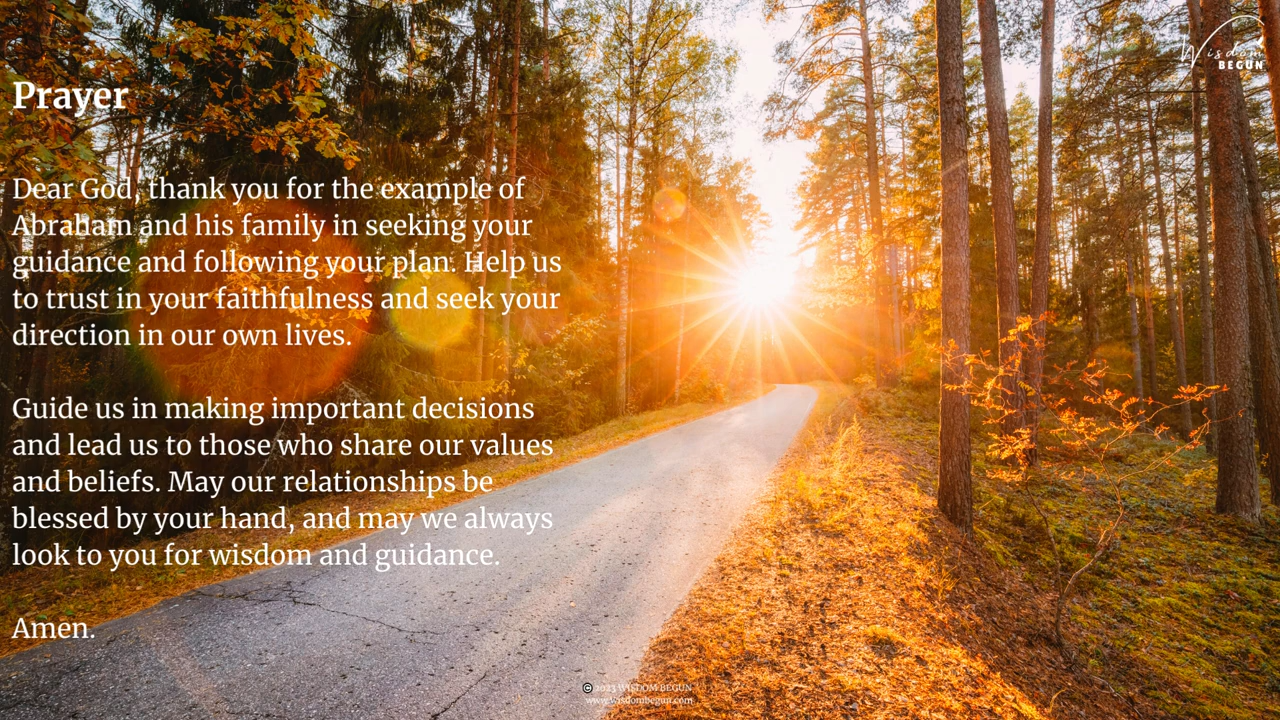 Wisdom
BEGUN
Prayer
Dear God, thank you for the example of
Abraham and his family in seeking your
guidance and following your plan. Help us
to trust in your faithfulness and seek your
direction in our own lives.
Guide us in making important decisions
and lead us to those who share our values
and beliefs. May our relationships be
blessed by your hand, and may we always
look to you for wisdom and guidance.
Amen.
© 2023 WISDOM BEGUN
www.wisdombegun.com